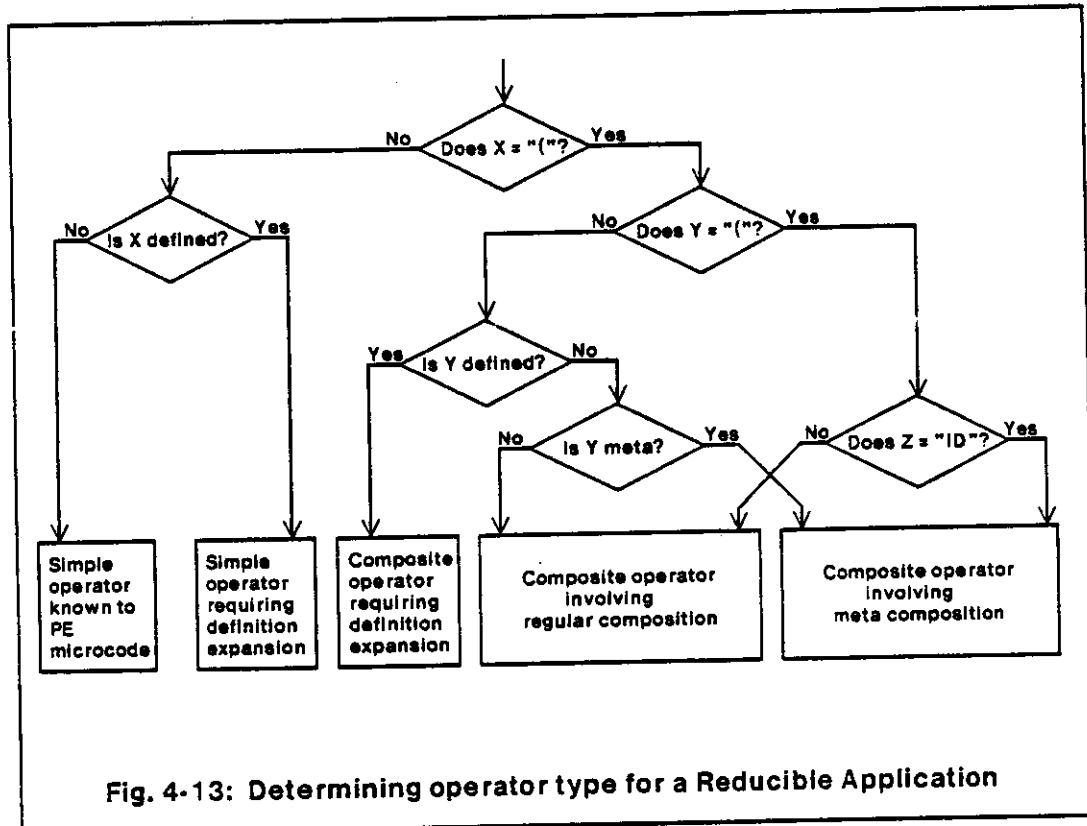 Does X = "("?
No
Yes
Is X defined?
No
Yes
Does Y = "("?
No
Yes
Is Y defined?
Yes
No
Is Y meta?
No
Yes
Does Z = "ID"?
No
Yes
Simple
operator
known to
PE
microcode
Simple
operator
requiring
definition
expansion
Composite
operator
requiring
definition
expansion
Composite operator
involving
regular composition
Composite operator
involving
meta composition
Fig. 4-13: Determining operator type for a Reducible Application